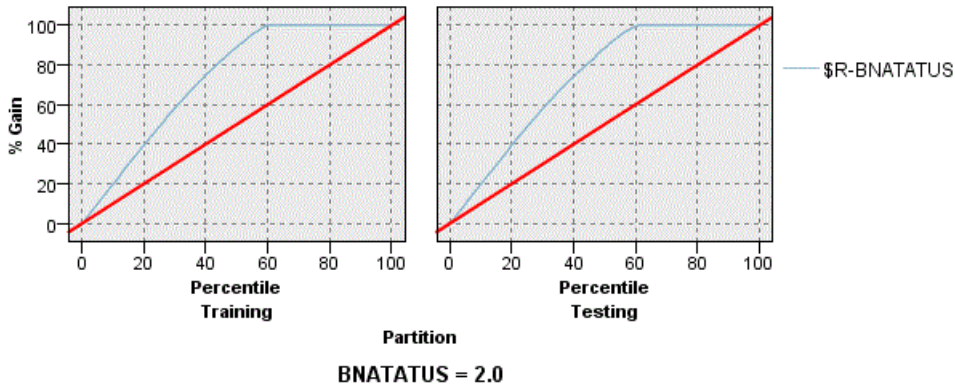 100
80
60
40
20
0
% Gain
0 20 40 60 80 100
Percentile
Training
0 20 40 60 80 100
Percentile
Testing
$R-BNATATUS
Partition
BNATATUS = 2.0